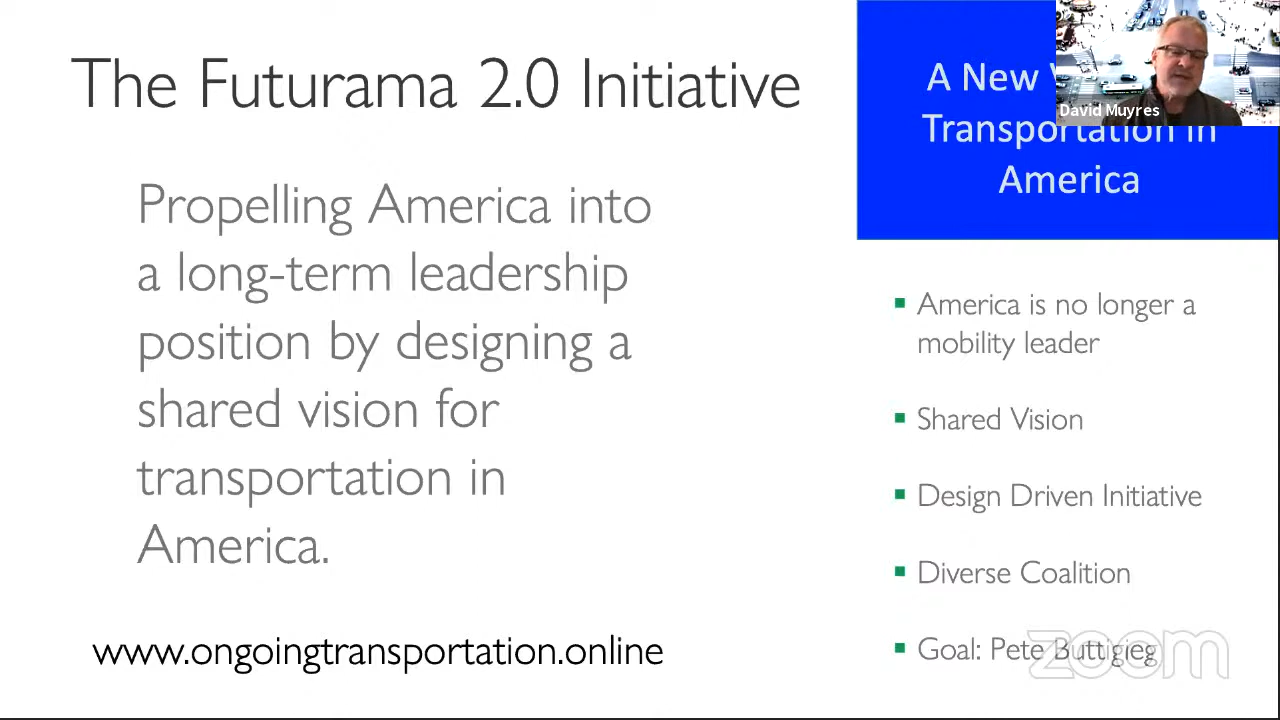 The Futurama 2.0 Initiative
Propelling America into
a long-term leadership
position by designing a
shared vision for
transportation in
America.
www.ongoingtransportation.online
A New
Transportation in
America
David Muyres
America is no longer a
mobility leader
Shared Vision
Design Driven Initiative
Diverse Coalition
Goal: Pete Buttigieg
zoom